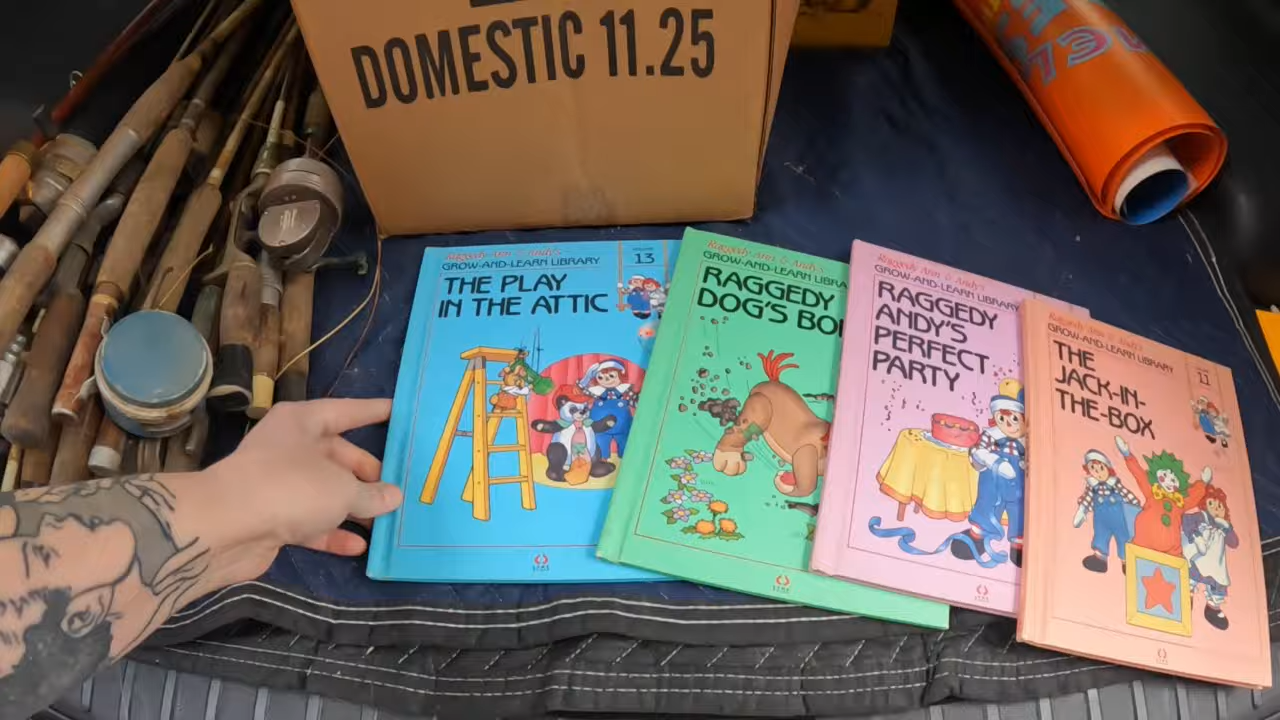 DOMESTIC 11.25
Raggedy Ann & Andy's
GROW-AND-LEARN LIBRARY
VOLUME
13
THE PLAY
IN THE ATTIC
Raggedy Ann & Andy's
GROW-AND-LEARN LIBRA
RAGGEDY
DOG'S BO
Raggedy Ann & Andy's
GROW-AND-LEARN LIBRARY
RAGGEDY
ANDY'S
PERFECT
PARTY
Raggedy Ann & Andy's
GROW-AND-LEARN LIBRARY
VOLUME
11
THE
JACK-IN-
THE-BOX